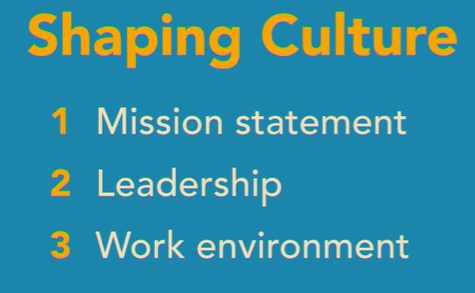 Shaping Culture
1 Mission statement
2 Leadership
3 Work environment